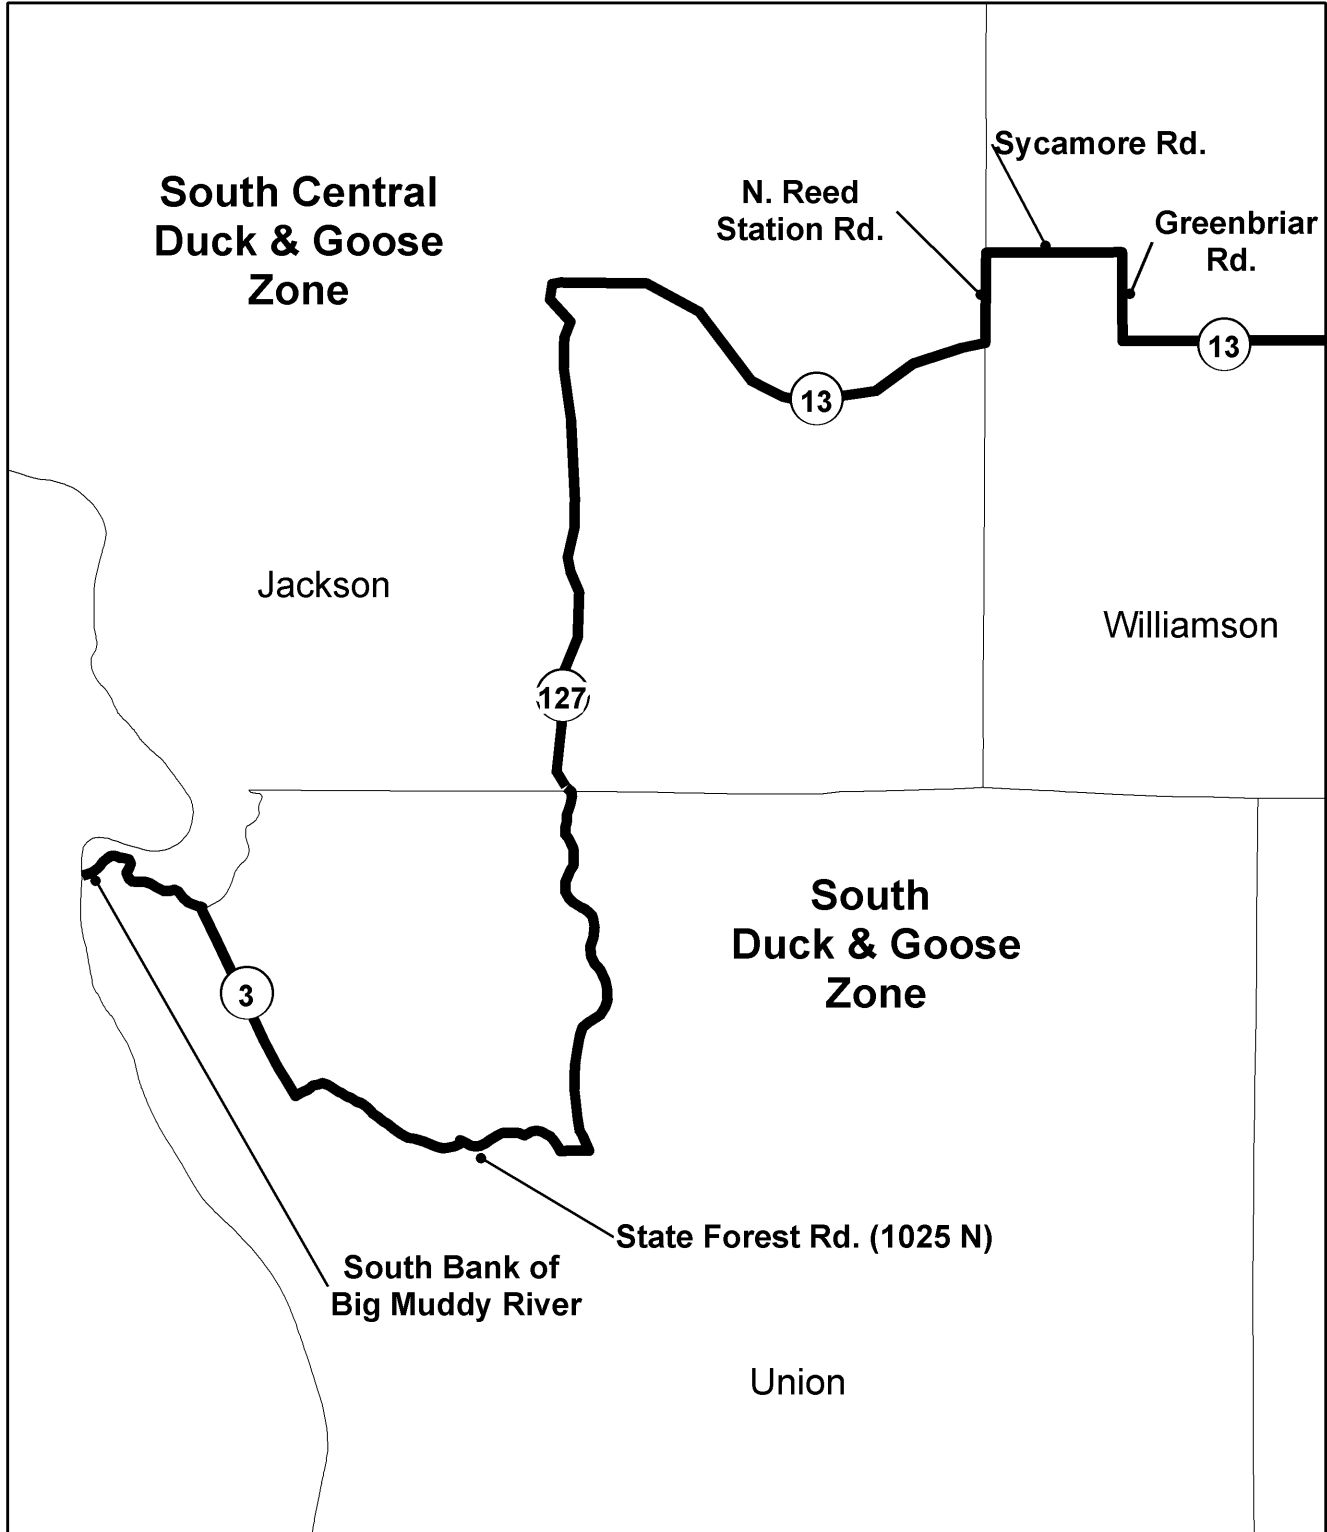 Sycamore Rd.
South Central
Duck & Goose
Zone
N. Reed
Station Rd.
Greenbriar
Rd.
13
13
Jackson
Williamson
127
South
Duck & Goose
Zone
3
State Forest Rd. (1025 N)
South Bank of
Big Muddy River
Union